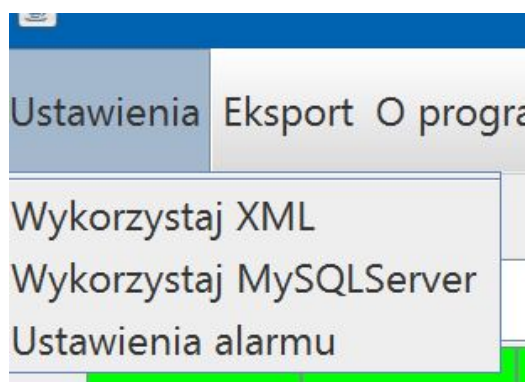 Ustawienia Eksport O progra
Wykorzystaj XML
Wykorzystaj MySQLServer
Ustawienia alarmu